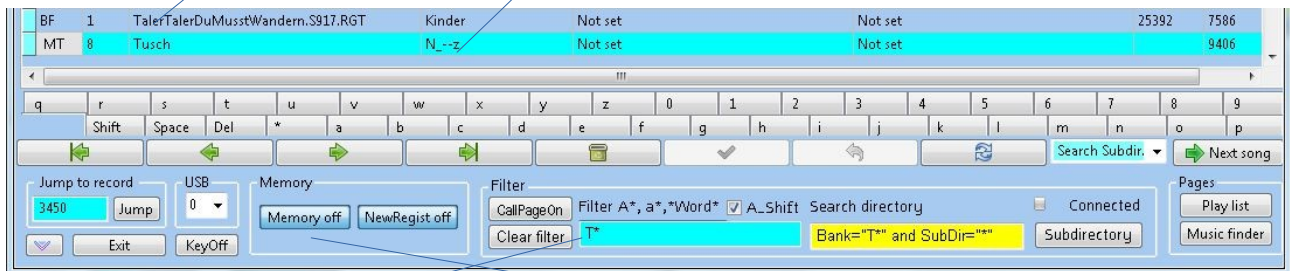 BF 1 TalerTalerDuMusstWandern.S917.RGT Kinder Not set Not set 25392 7586
MT 8 Tusch N_--z Not set Not set 9406
q r s t u v w x y z 0 1 2 3 4 5 6 7 8 9
Shift Space Del * a b c d e f g h i j k l m n o p
Search Subdir. Next song
Jump to record USB Memory Filter Pages
3450 Jump 0 Memory off NewRegist off CallPageOn Filter A*, a*,*Word* A_Shift Search directory Connected Play list
Exit KeyOff Clear filter T* Bank="T*" and SubDir="*" Subdirectory Music finder